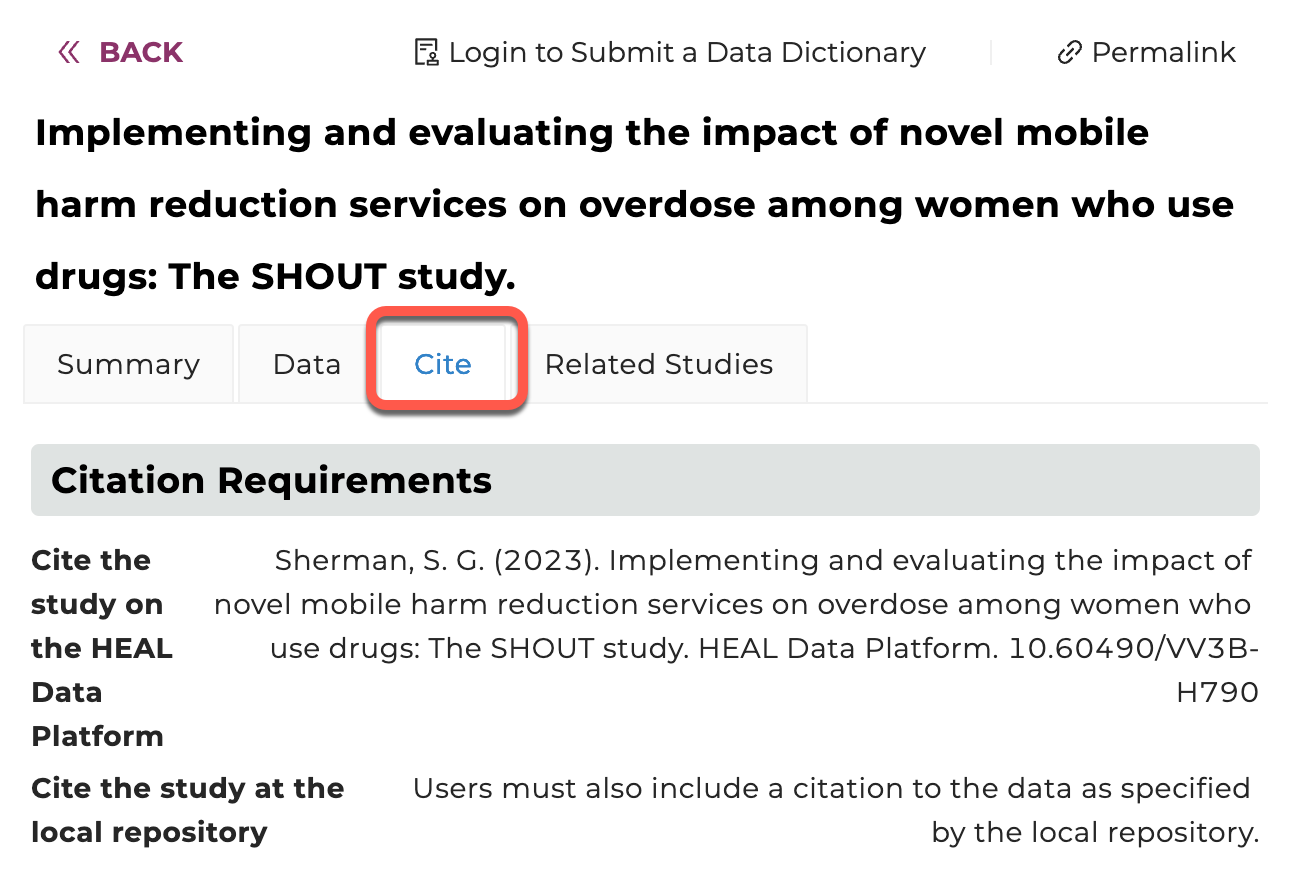 BACK
Login to Submit a Data Dictionary
Permalink
Implementing and evaluating the impact of novel mobile
harm reduction services on overdose among women who use
drugs: The SHOUT study.
Summary
Data
Cite
Related Studies
Citation Requirements
Cite the
study on
the HEAL
Data
Platform
Sherman, S. G. (2023). Implementing and evaluating the impact of
novel mobile harm reduction services on overdose among women who
use drugs: The SHOUT study. HEAL Data Platform. 10.60490/VV3B-
H790
Cite the study at the
local repository
Users must also include a citation to the data as specified
by the local repository.